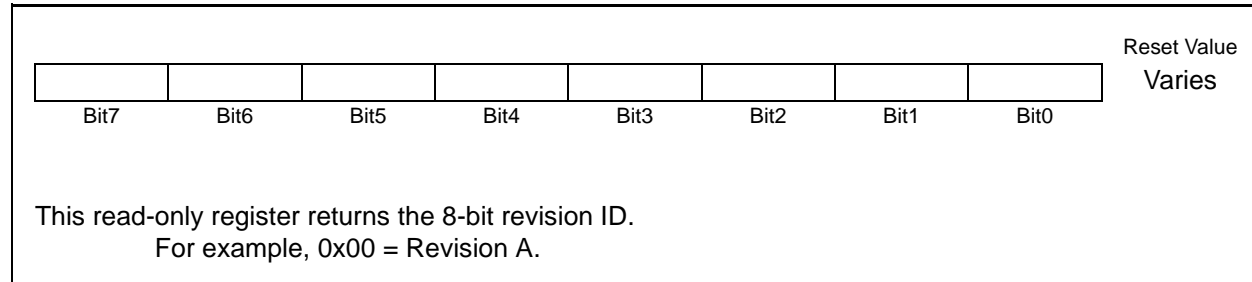 Reset Value
Varies
Bit7 Bit6 Bit5 Bit4 Bit3 Bit2 Bit1 Bit0
This read-only register returns the 8-bit revision ID.
For example, 0x00 = Revision A.